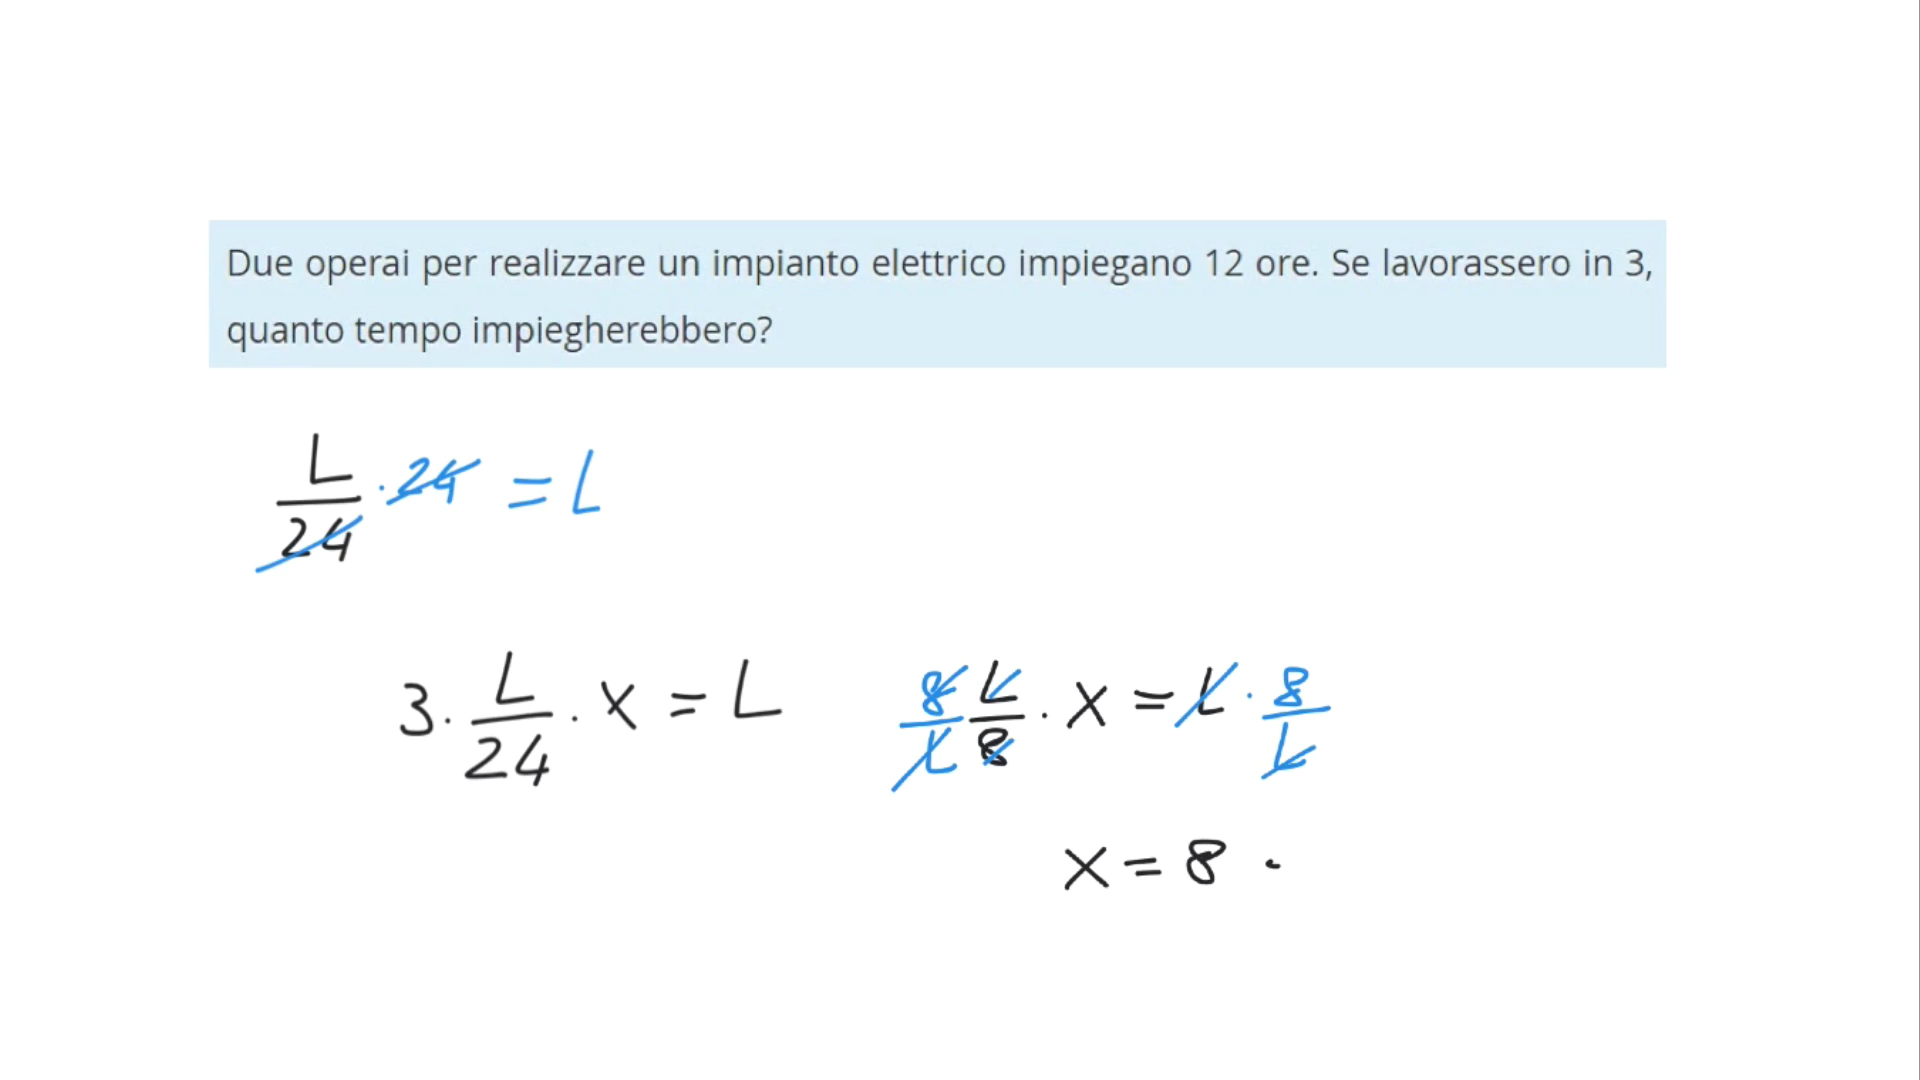 Due operai per realizzare un impianto elettrico impiegano 12 ore. Se lavorassero in 3,
quanto tempo impiegherebbero?
L/24 · 24 = L
3 · L/24 · x = L
8/L L/8 · x = L · 8/L
x = 8 ·